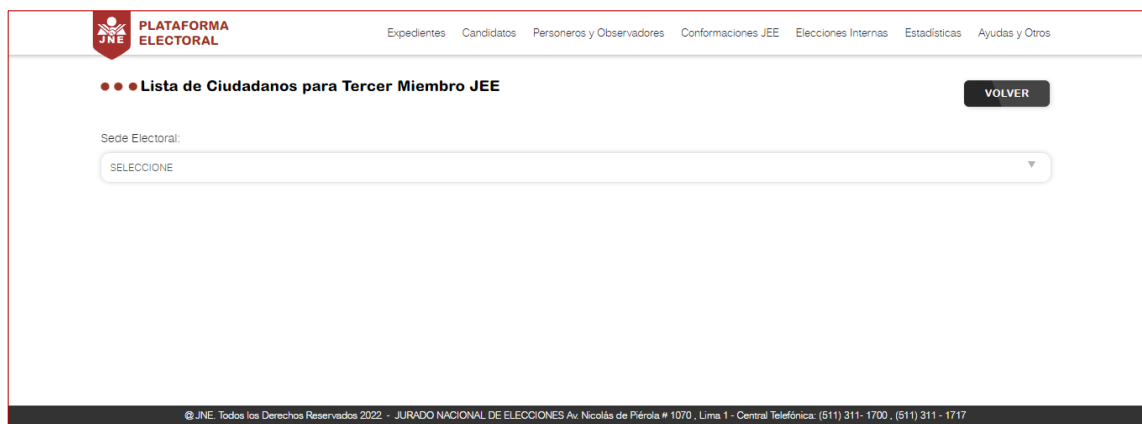 JNE
PLATAFORMA
ELECTORAL
Expedientes Candidatos Personeros y Observadores Conformaciones JEE Elecciones Internas Estadísticas Ayudas y Otros
Lista de Ciudadanos para Tercer Miembro JEE
VOLVER
Sede Electoral:
SELECCIONE
@ JNE. Todos los Derechos Reservados 2022 - JURADO NACIONAL DE ELECCIONES Av. Nicolás de Piérola # 1070 , Lima 1 - Central Telefónica: (511) 311- 1700 , (511) 311 - 1717